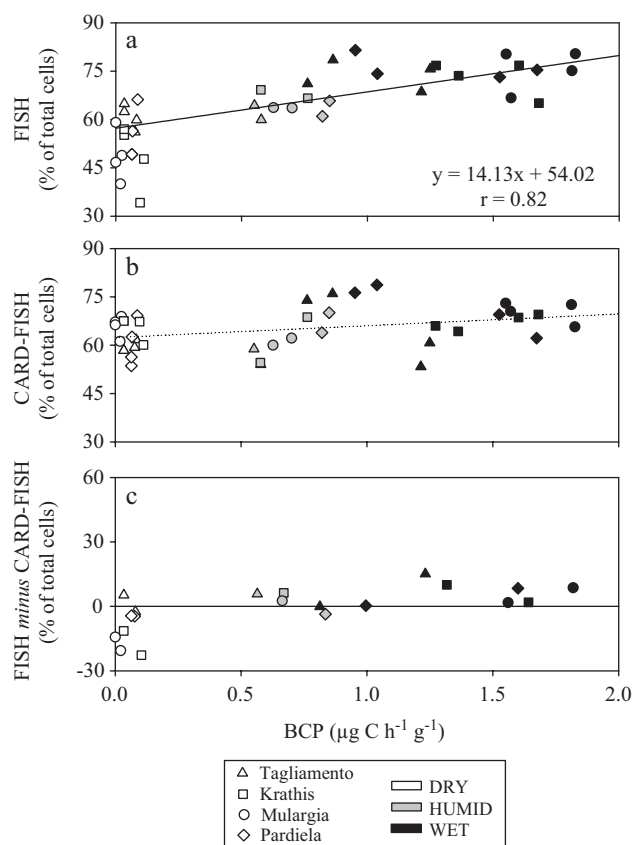 90
75
60
45
30
a
FISH
(% of total cells)
y = 14.13x + 54.02
r = 0.82
90
75
60
45
30
b
CARD-FISH
(% of total cells)
60
30
0
-30
c
FISH minus CARD-FISH
(% of total cells)
0.0 0.5 1.0 1.5 2.0
BCP (µg C h⁻¹ g⁻¹)
Tagliamento
Krathis
Mulargia
Pardiela
DRY
HUMID
WET